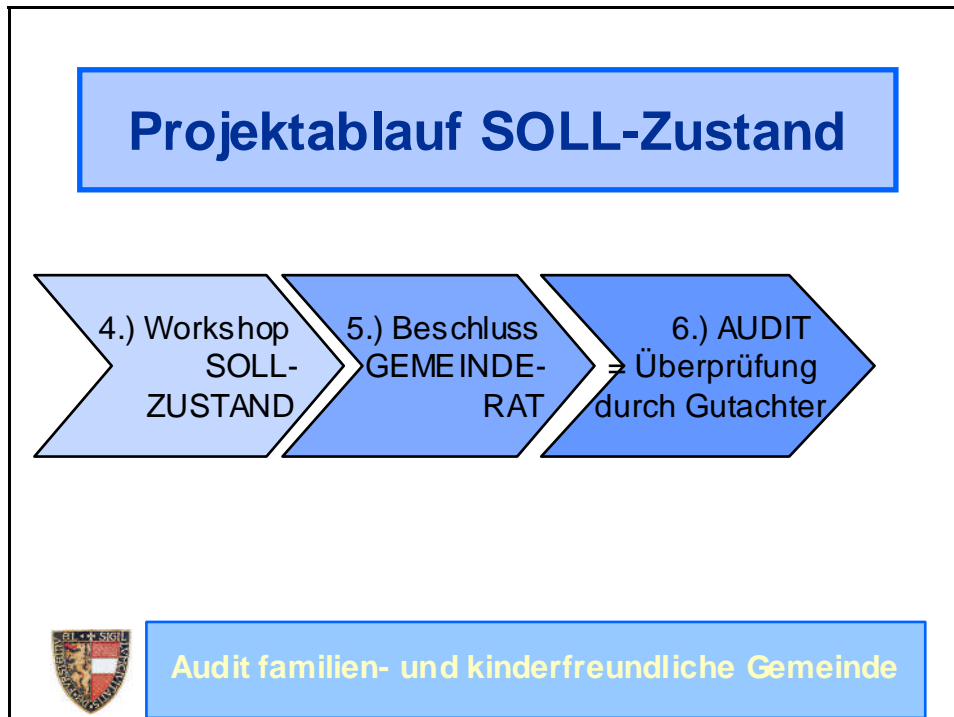 Projektablauf SOLL-Zustand
4.) Workshop
SOLL-
ZUSTAND
5.) Beschluss
GEMEINDE-
RAT
6.) AUDIT
= Überprüfung
durch Gutachter
Audit familien- und kinderfreundliche Gemeinde